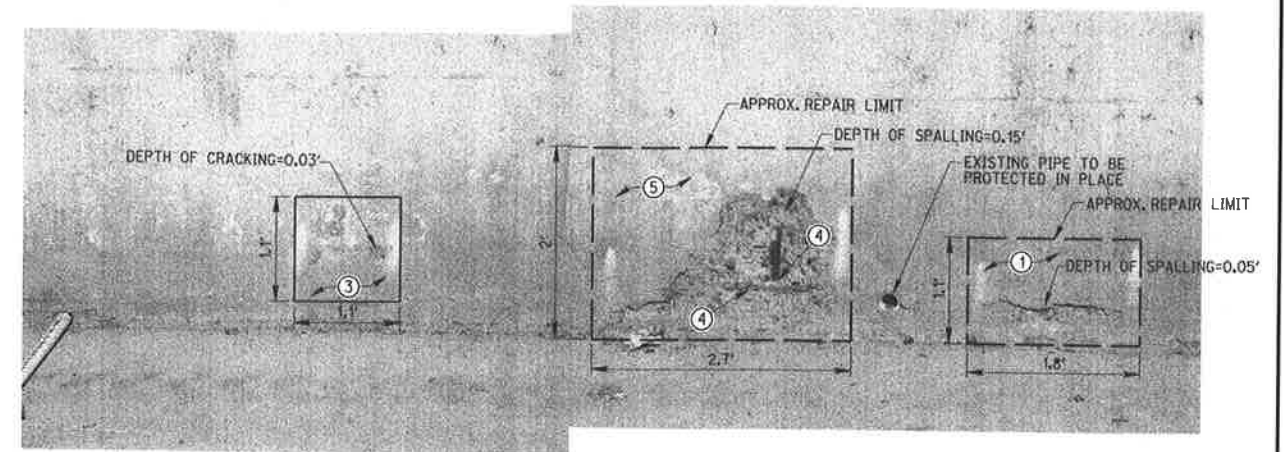 APPROX. REPAIR LIMIT
DEPTH OF SPALLING=0.15'
DEPTH OF CRACKING=0.03'
EXISTING PIPE TO BE
PROTECTED IN PLACE
APPROX. REPAIR LIMIT
5
4
1.1'
2'
3
1.1'
4
2.7'
1
DEPTH OF SPALLING=0.05'
1.1'
1.8'